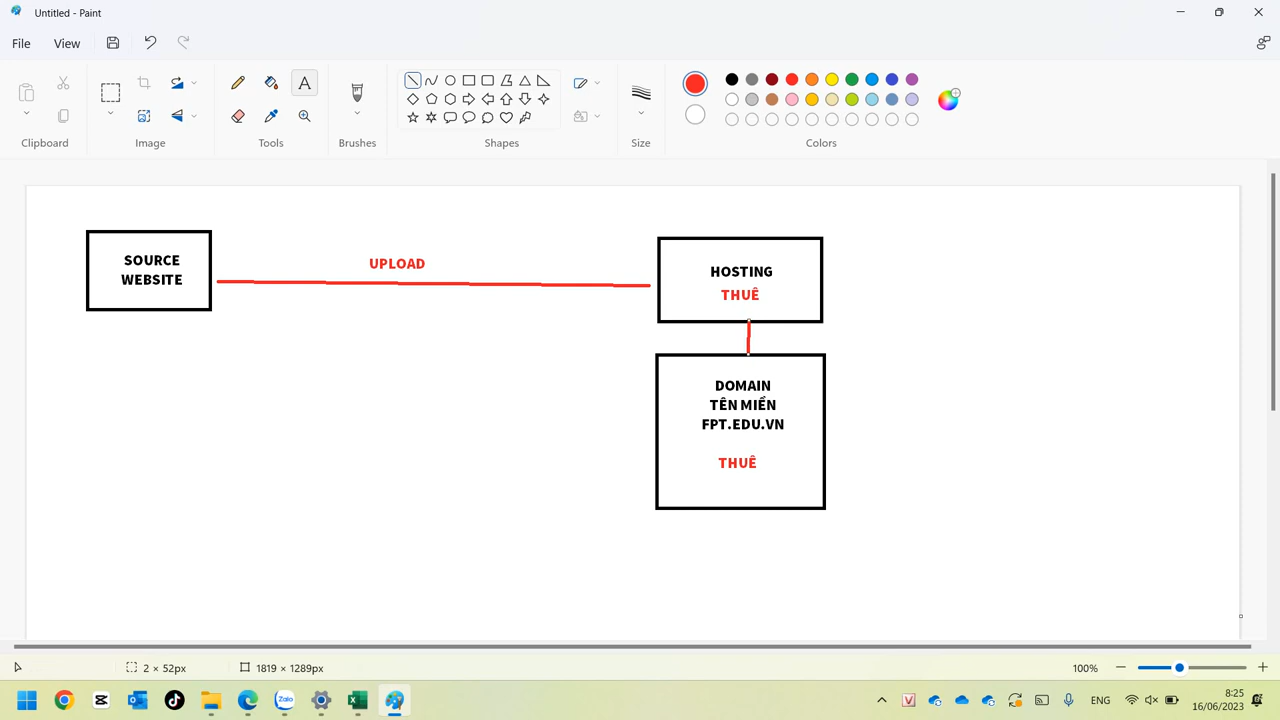 Untitled - Paint
File
View
Clipboard
Image
Tools
Brushes
Shapes
Size
Colors
SOURCE
WEBSITE
UPLOAD
HOSTING
THUÊ
DOMAIN
TÊN MIỀN
FPT.EDU.VN
THUÊ
2 × 52px
1819 × 1289px
100%
Zalo
V
ENG
8:25
16/06/2023